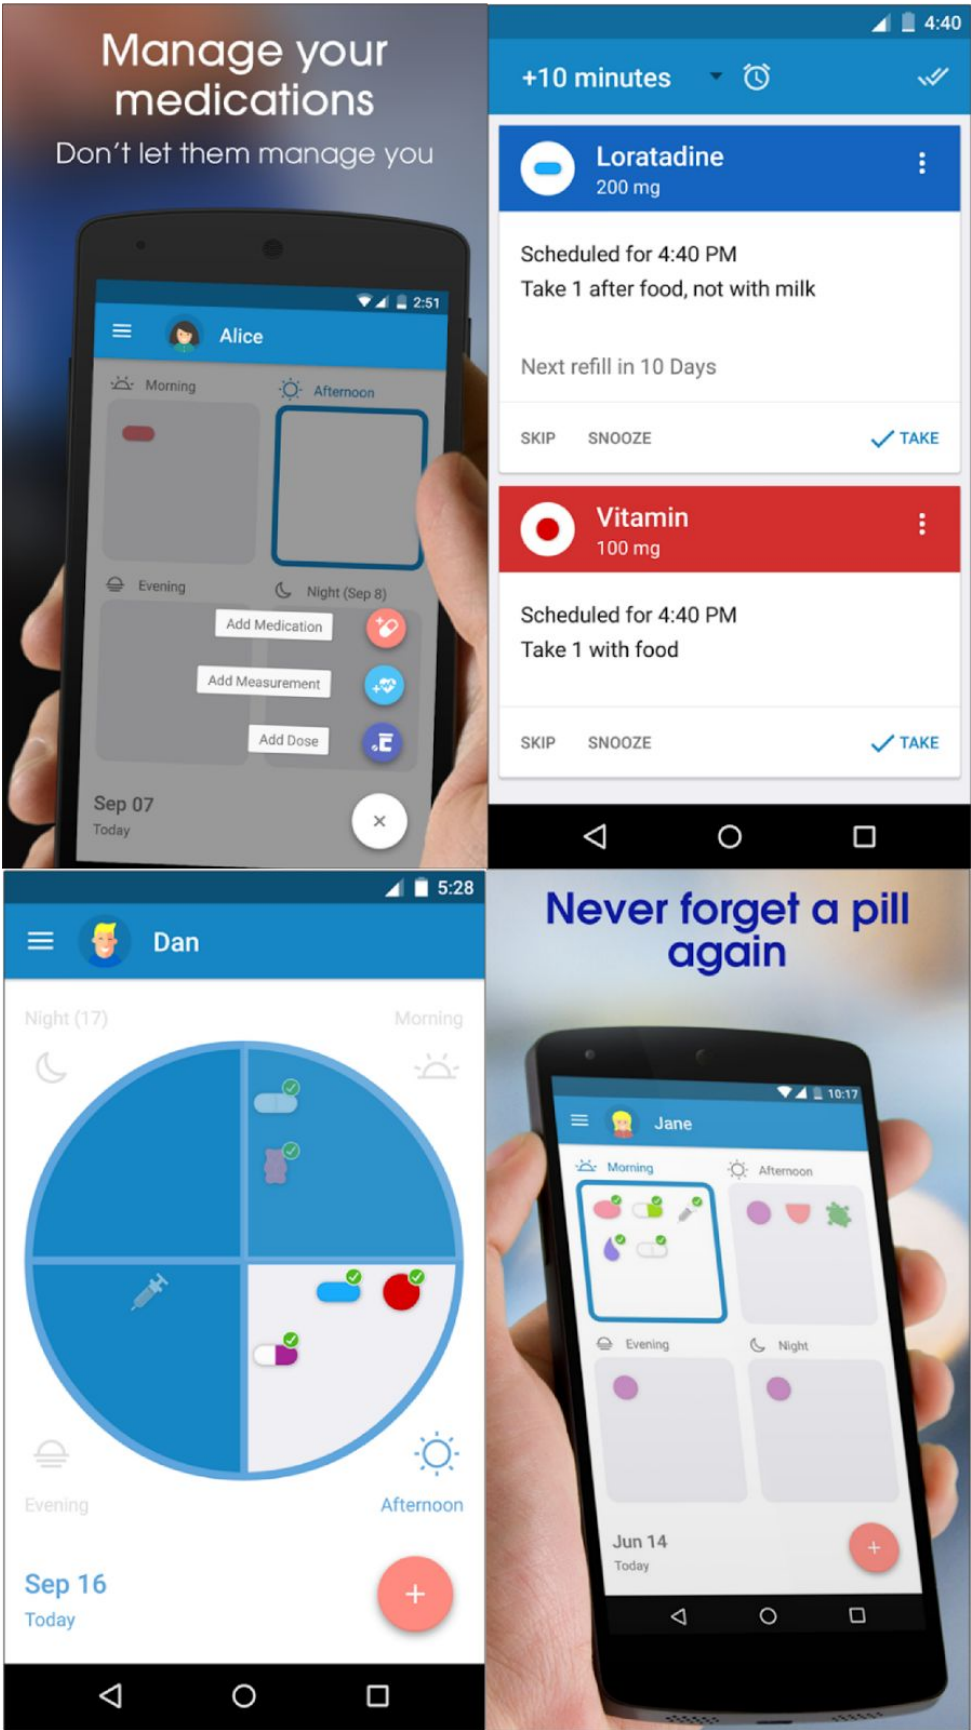 Manage your
medications
Don't let them manage you
2:51
Alice
Morning
Afternoon
Evening
Night (Sep 8)
Add Medication
Add Measurement
Add Dose
Sep 07
Today
4:40
+10 minutes
Loratadine
200 mg
Scheduled for 4:40 PM
Take 1 after food, not with milk
Next refill in 10 Days
SKIP SNOOZE TAKE
Vitamin
100 mg
Scheduled for 4:40 PM
Take 1 with food
SKIP SNOOZE TAKE
5:28
Dan
Night (17) Morning
Evening Afternoon
Sep 16
Today
Never forget a pill
again
10:17
Jane
Morning
Afternoon
Evening
Night
Jun 14
Today